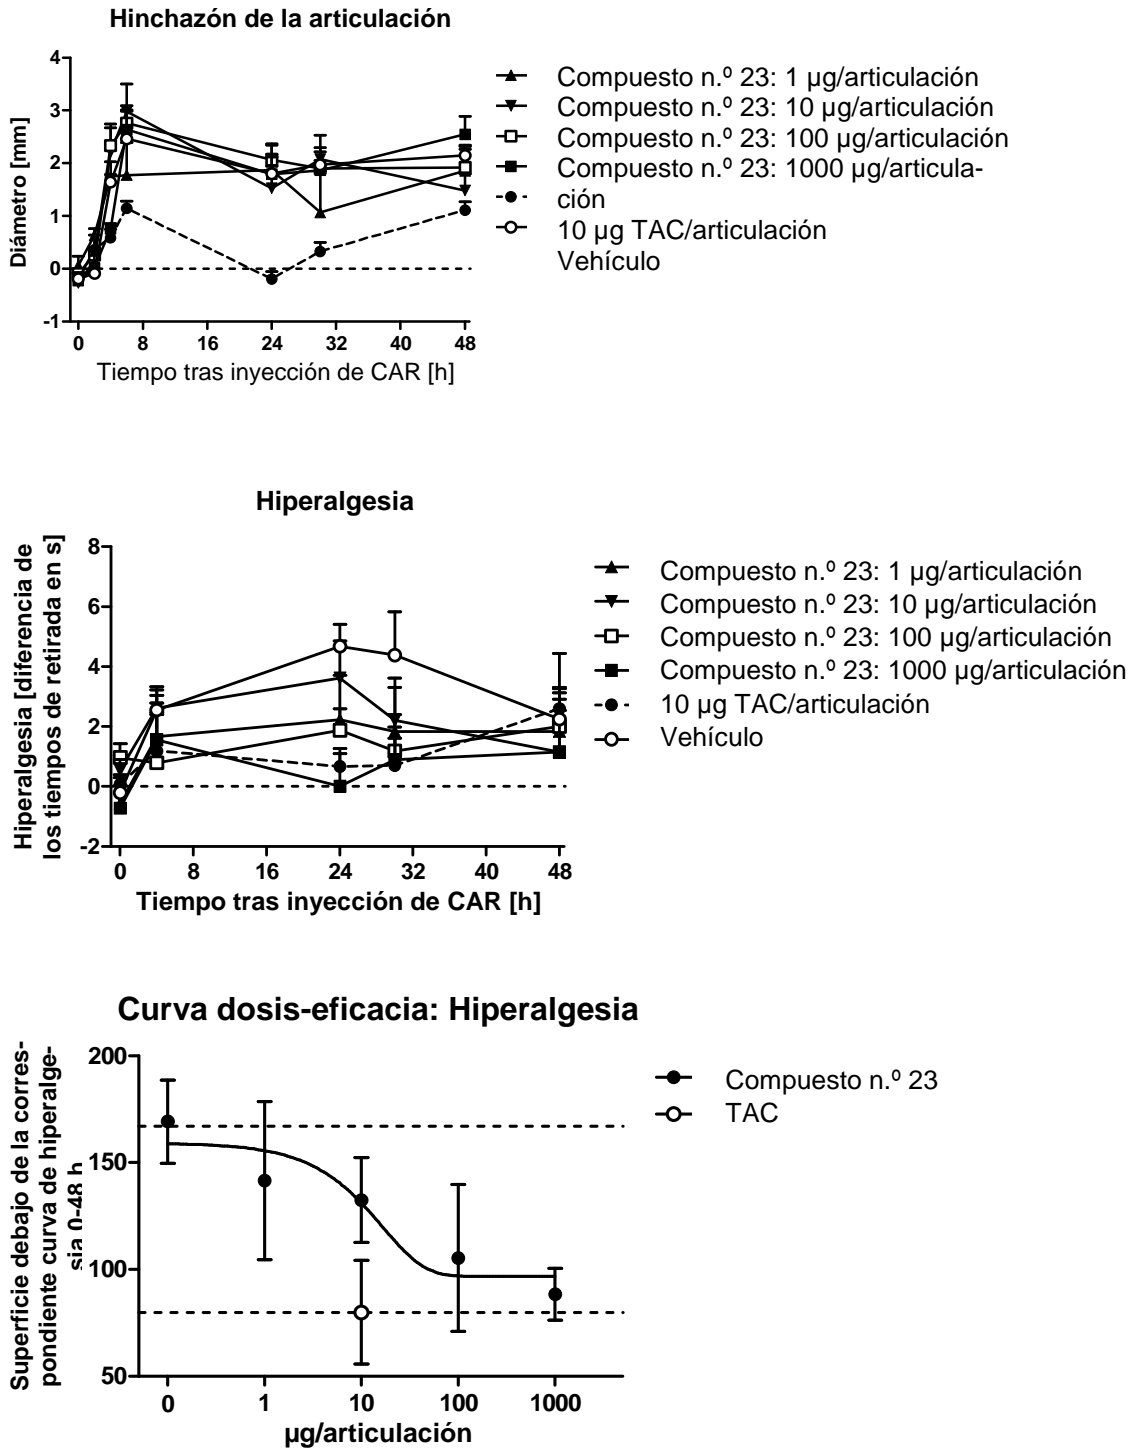 Hinchazón de la articulación
Diámetro [mm]
4
3
2
1
0
-1
0 8 16 24 32 40 48
Tiempo tras inyección de CAR [h]
Compuesto n.º 23: 1 µg/articulación
Compuesto n.º 23: 10 µg/articulación
Compuesto n.º 23: 100 µg/articulación
Compuesto n.º 23: 1000 µg/articula-
ción
10 µg TAC/articulación
Vehículo
Hiperalgesia
Hiperalgesia [diferencia de
los tiempos de retirada en s]
8
6
4
2
0
-2
0 8 16 24 32 40 48
Tiempo tras inyección de CAR [h]
Compuesto n.º 23: 1 µg/articulación
Compuesto n.º 23: 10 µg/articulación
Compuesto n.º 23: 100 µg/articulación
Compuesto n.º 23: 1000 µg/articulación
10 µg TAC/articulación
Vehículo
Curva dosis-eficacia: Hiperalgesia
Superficie debajo de la corres-
pondiente curva de hiperalge-
sia 0-48 h
200
150
100
50
0 1 10 100 1000
µg/articulación
Compuesto n.º 23
TAC